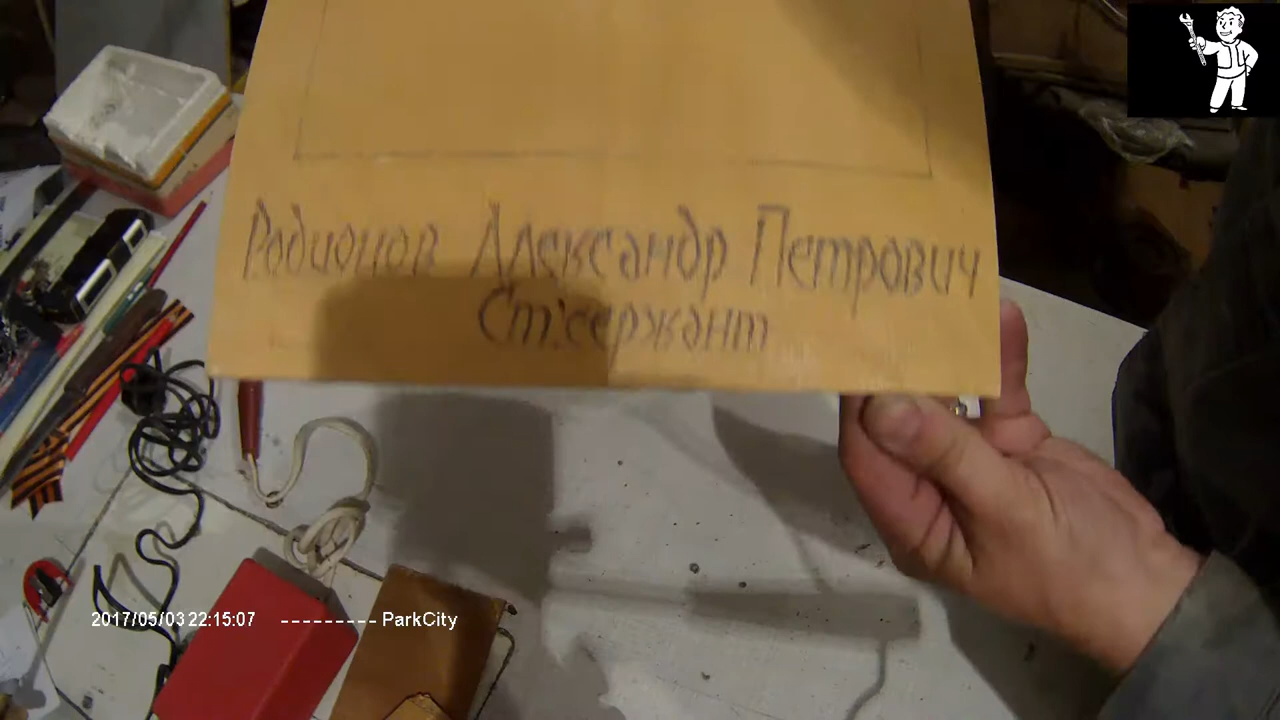 Родионов Александр Петрович
Ст. сержант
2017/05/03 22:15:07 --------- ParkCity